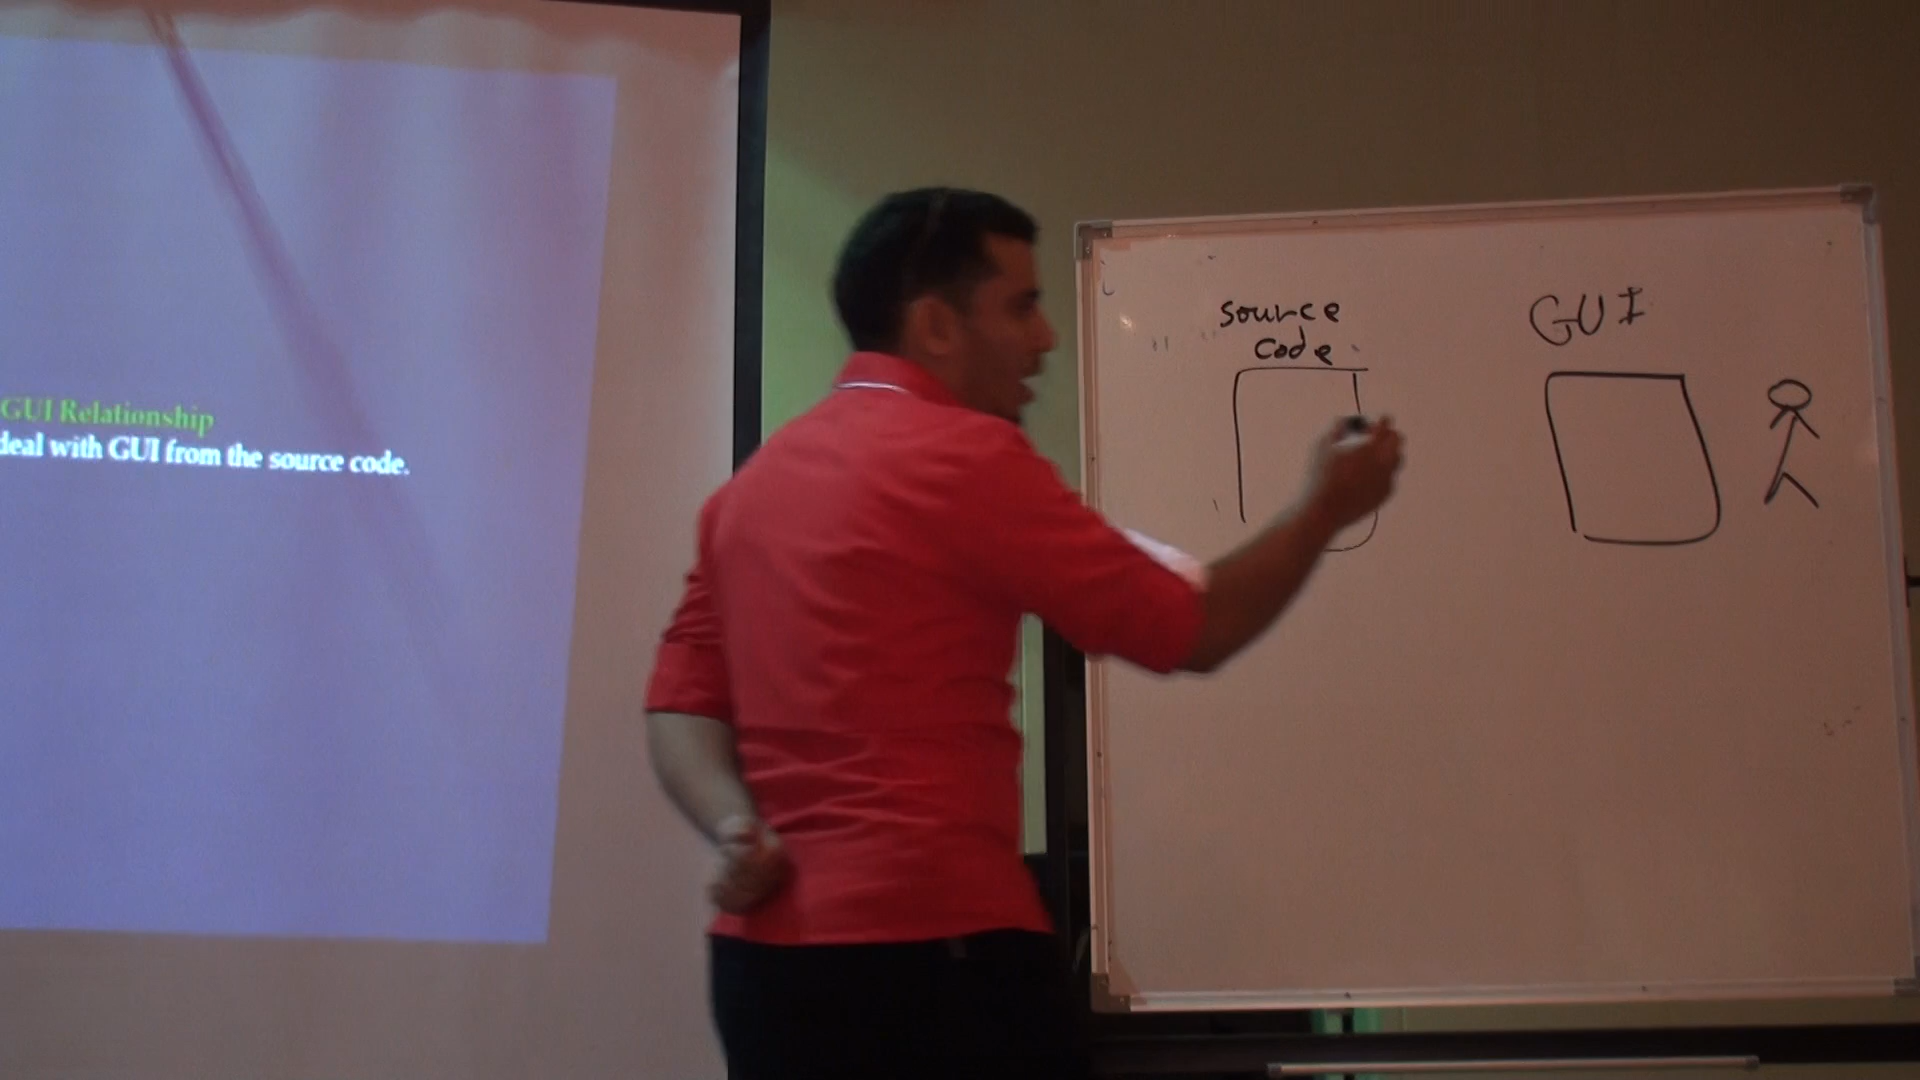 GUI Relationship
deal with GUI from the source code.
source
code
GUI